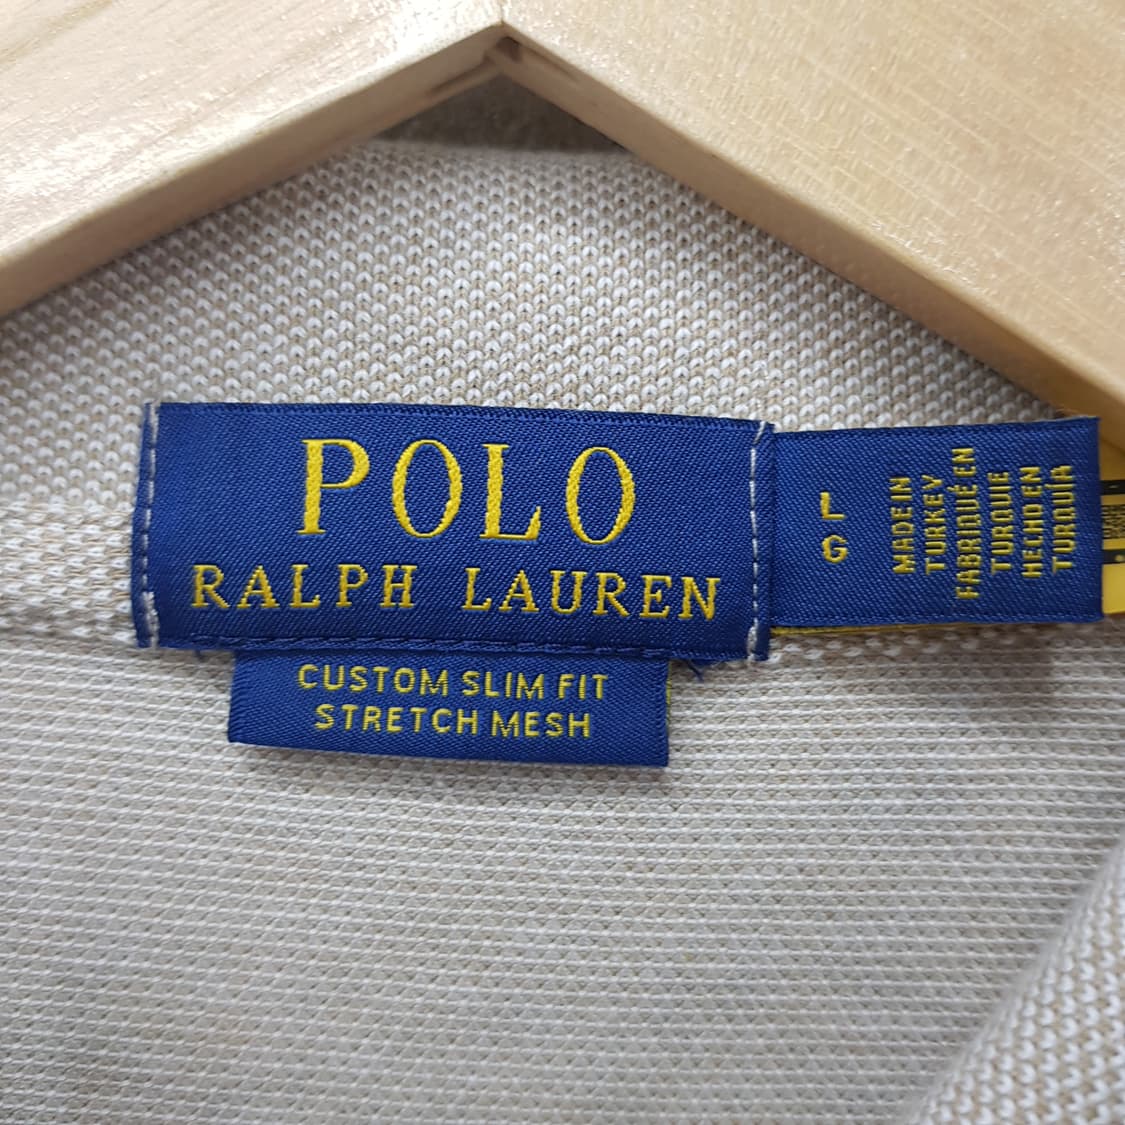 POLO
RALPH LAUREN
CUSTOM SLIM FIT
STRETCH MESH
L
G
MADE IN
TURKEY
FABRIQUÉ EN
TURQUIE
HECHO EN
TURQUIA